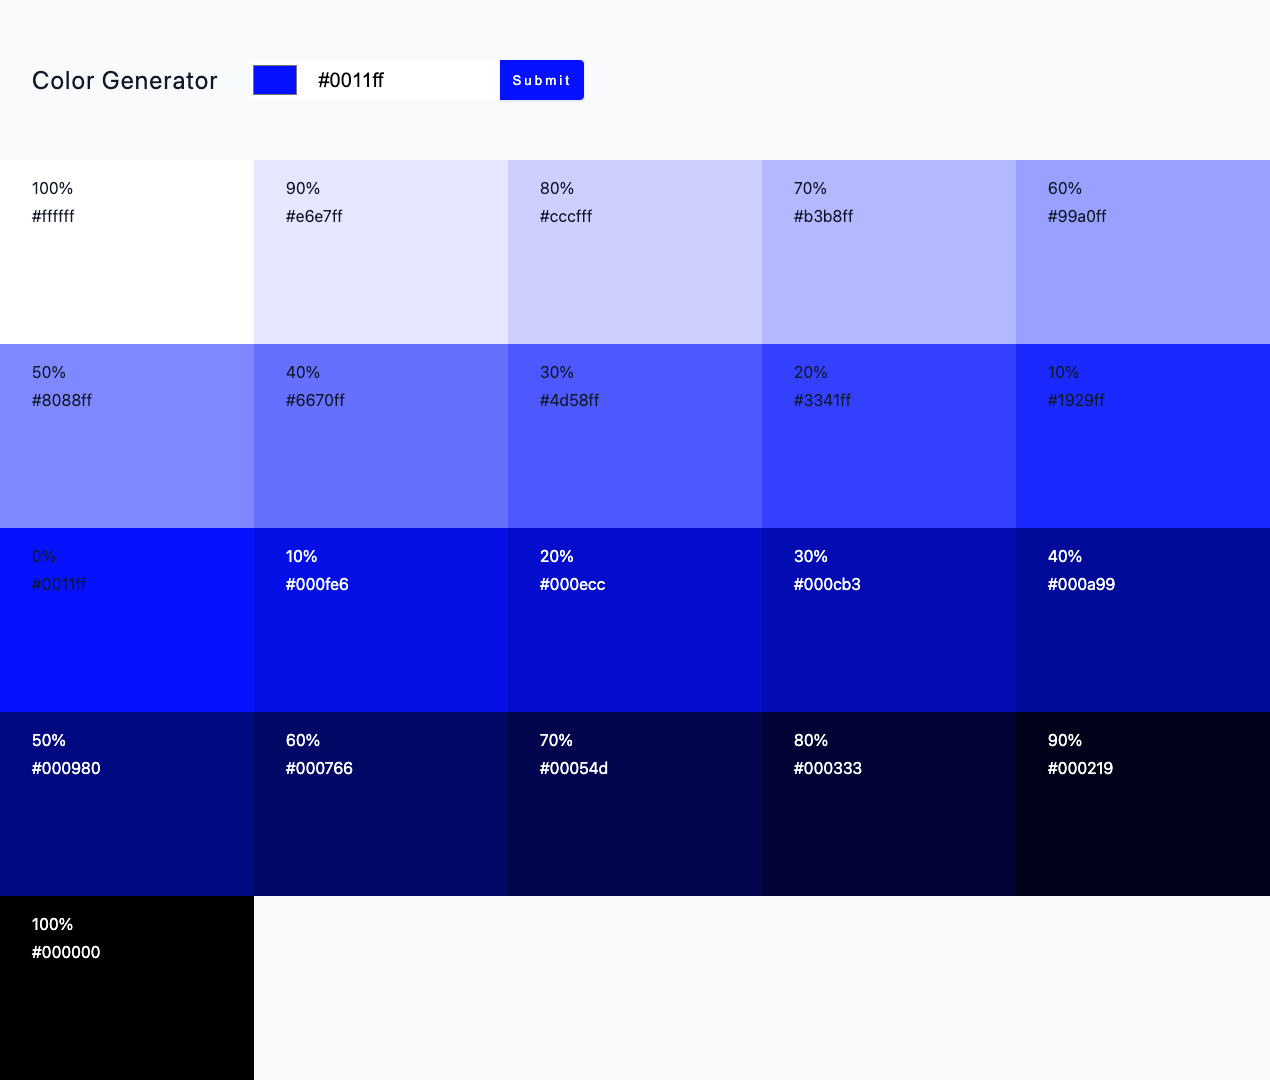 Color Generator
#0011ff
Submit
100%
#ffffff
90%
#e6e7ff
80%
#cccfff
70%
#b3b8ff
60%
#99a0ff
50%
#8088ff
40%
#6670ff
30%
#4d58ff
20%
#3341ff
10%
#1929ff
0%
#0011ff
10%
#000fe6
20%
#000ecc
30%
#000cb3
40%
#000a99
50%
#000980
60%
#000766
70%
#00054d
80%
#000333
90%
#000219
100%
#000000